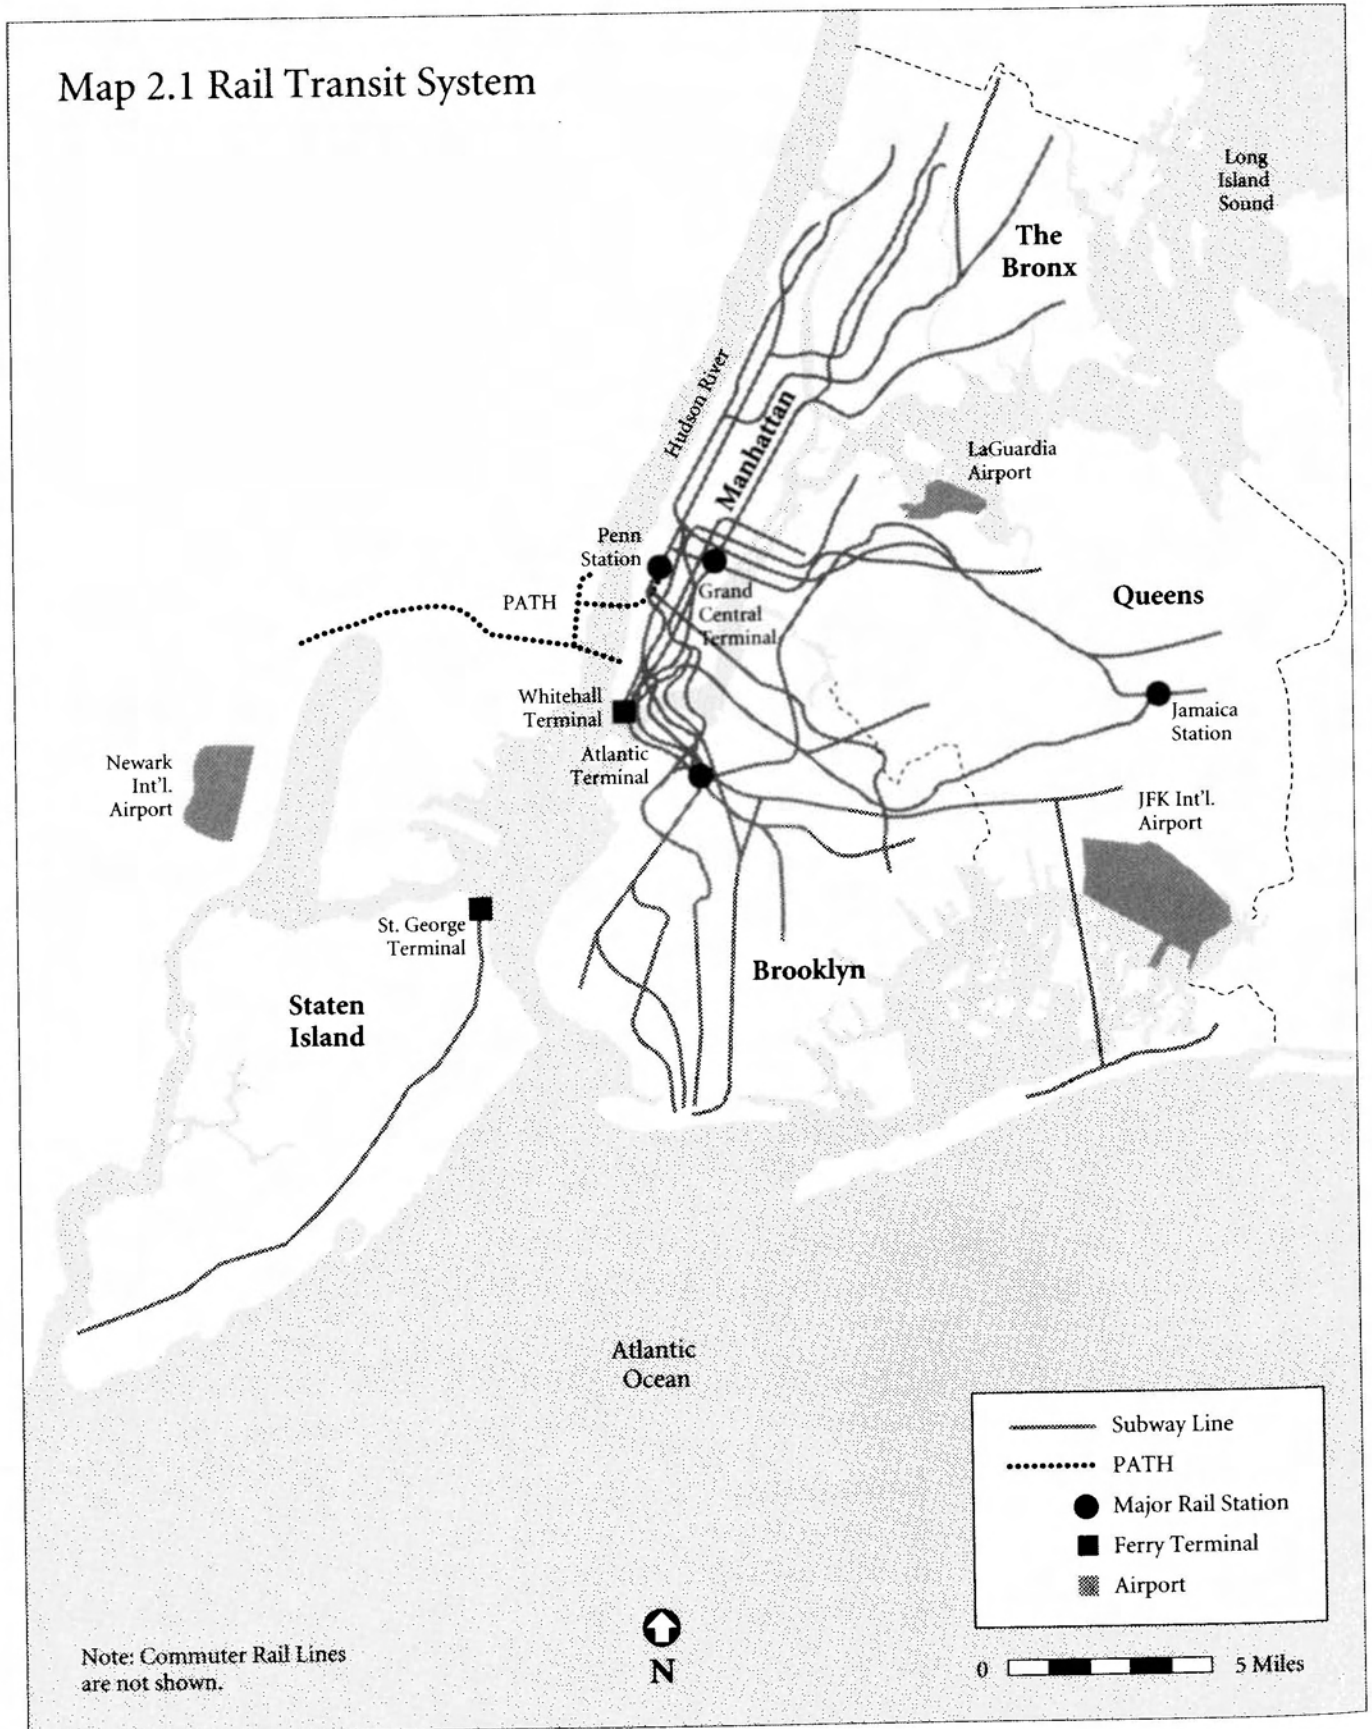 Map 2.1 Rail Transit System
Long
Island
Sound
The
Bronx
Hudson River
Manhattan
LaGuardia
Airport
Penn
Station
PATH
Grand
Central
Terminal
Queens
Whitehall
Terminal
Jamaica
Station
Atlantic
Terminal
Newark
Int'l.
Airport
JFK Int'l.
Airport
St. George
Terminal
Brooklyn
Staten
Island
Atlantic
Ocean
Subway Line
PATH
Major Rail Station
Ferry Terminal
Airport
Note: Commuter Rail Lines
are not shown.
N
0 5 Miles